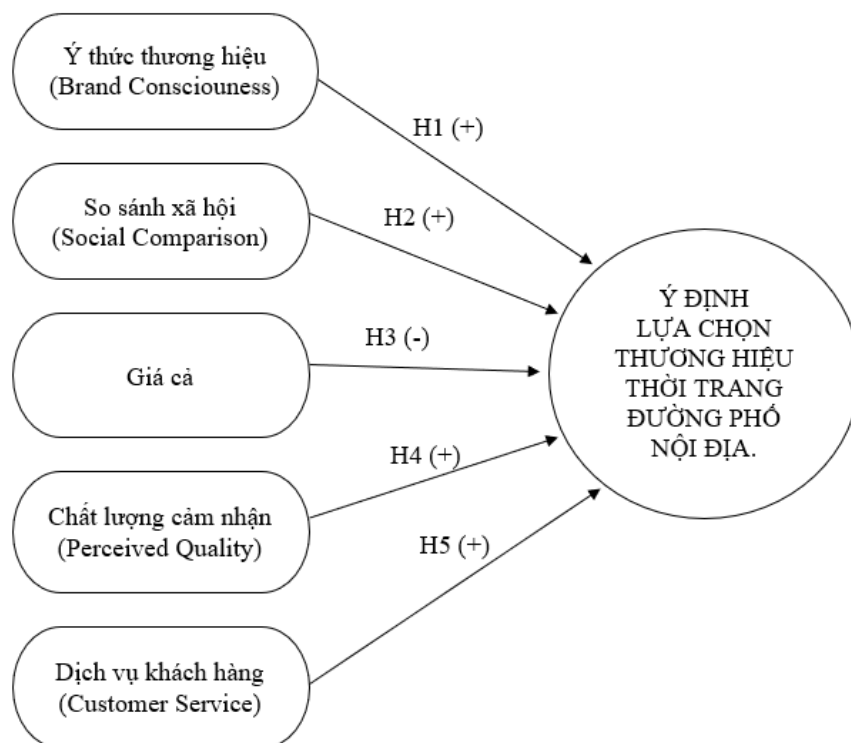 Ý thức thương hiệu
(Brand Consciouness)
H1 (+)
So sánh xã hội
(Social Comparison)
H2 (+)
Giá cả
H3 (-)
Chất lượng cảm nhận
(Perceived Quality)
H4 (+)
Dịch vụ khách hàng
(Customer Service)
H5 (+)
Ý ĐỊNH
LỰA CHỌN
THƯƠNG HIỆU
THỜI TRANG
ĐƯỜNG PHỐ
NỘI ĐỊA.